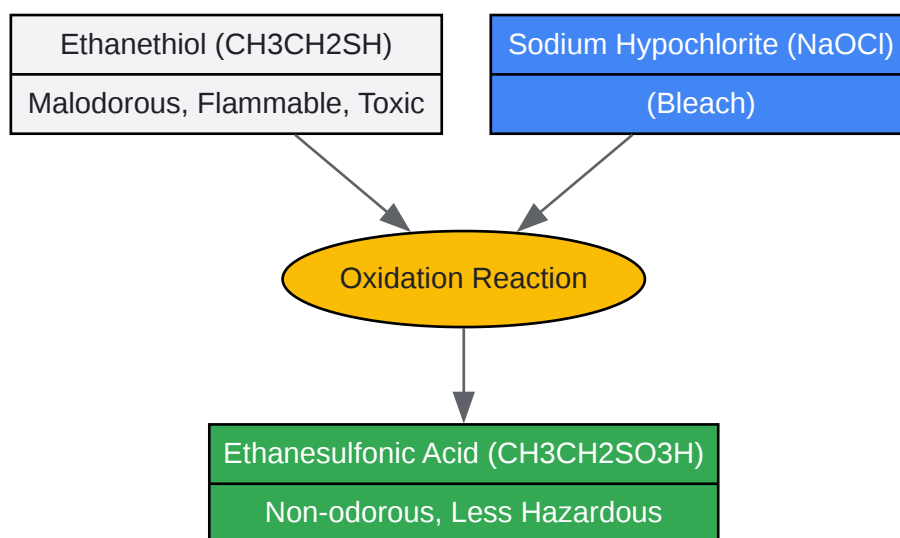 Ethanethiol (CH3CH2SH)
Malodorous, Flammable, Toxic
Sodium Hypochlorite (NaOCl)
(Bleach)
Oxidation Reaction
Ethanesulfonic Acid (CH3CH2SO3H)
Non-odorous, Less Hazardous